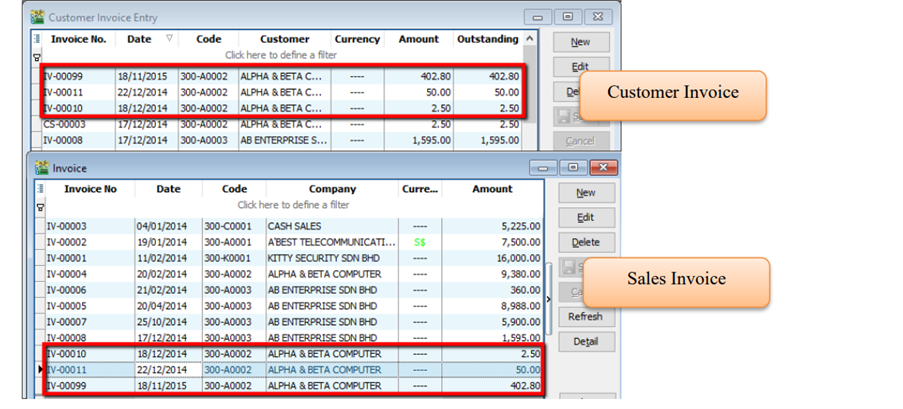 Customer Invoice Entry
Invoice No. Date Code Customer Currency Amount Outstanding
Click here to define a filter
IV-00099 18/11/2015 300-A0002 ALPHA & BETA C... ---- 402.80 402.80
IV-00011 22/12/2014 300-A0002 ALPHA & BETA C... ---- 50.00 50.00
IV-00010 18/12/2014 300-A0002 ALPHA & BETA C... ---- 2.50 2.50
CS-00003 17/12/2014 300-A0002 ALPHA & BETA C... ---- 2.50 2.50
IV-00008 17/12/2014 300-A0003 AB ENTERPRISE S... ---- 1,595.00 1,595.00
New
Edit
Cancel
Customer Invoice
Invoice
Invoice No Date Code Company Curre... Amount
Click here to define a filter
IV-00003 04/01/2014 300-C0001 CASH SALES ---- 5,225.00
IV-00002 19/01/2014 300-A0001 A'BEST TELECOMMUNICATI... S$ 7,500.00
IV-00001 11/02/2014 300-K0001 KITTY SECURITY SDN BHD ---- 16,000.00
IV-00004 20/02/2014 300-A0002 ALPHA & BETA COMPUTER ---- 9,380.00
IV-00006 21/02/2014 300-A0003 AB ENTERPRISE SDN BHD ---- 360.00
IV-00005 20/04/2014 300-A0003 AB ENTERPRISE SDN BHD ---- 8,988.00
IV-00007 25/10/2014 300-A0003 AB ENTERPRISE SDN BHD ---- 5,900.00
IV-00008 17/12/2014 300-A0003 AB ENTERPRISE SDN BHD ---- 1,595.00
IV-00010 18/12/2014 300-A0002 ALPHA & BETA COMPUTER ---- 2.50
IV-00011 22/12/2014 300-A0002 ALPHA & BETA COMPUTER ---- 50.00
IV-00099 18/11/2015 300-A0002 ALPHA & BETA COMPUTER ---- 402.80
New
Edit
Delete
Refresh
Detail
Sales Invoice